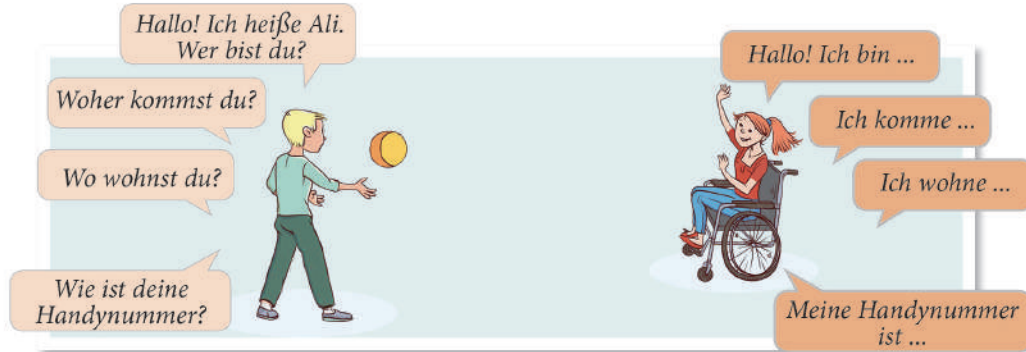 Hallo! Ich heiße Ali.
Wer bist du?
Woher kommst du?
Wo wohnst du?
Wie ist deine
Handynummer?
Hallo! Ich bin ...
Ich komme ...
Ich wohne ...
Meine Handynummer
ist ...